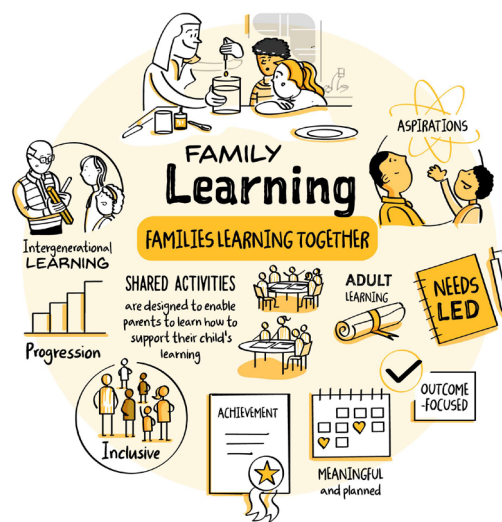 ASPIRATIONS
FAMILY
Learning
FAMILIES LEARNING TOGETHER
Intergenerational
LEARNING
SHARED ACTIVITIES
are designed to enable
parents to learn how to
support their child's
learning
ADULT
LEARNING
NEEDS
LED
Progression
OUTCOME
-FOCUSED
Inclusive
ACHIEVEMENT
MEANINGFUL
and planned